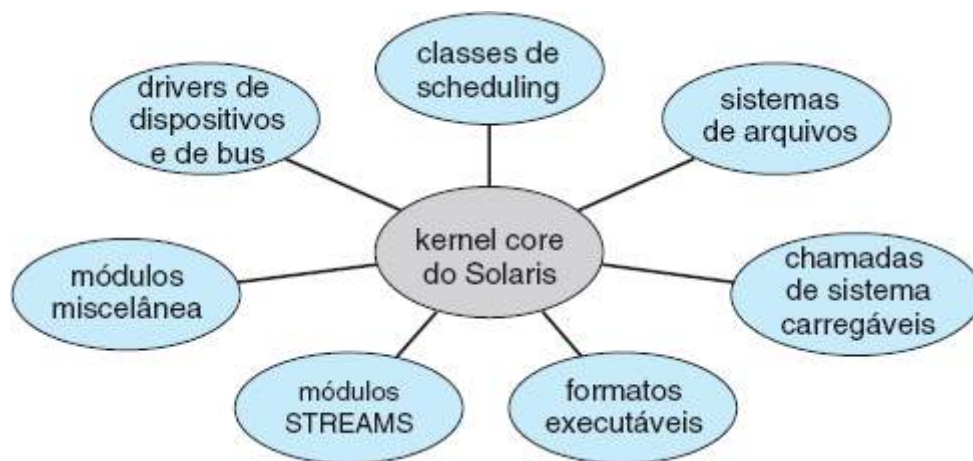 classes de
scheduling
drivers de
dispositivos
e de bus
sistemas
de arquivos
kernel core
do Solaris
módulos
miscelânea
chamadas
de sistema
carregáveis
módulos
STREAMS
formatos
executáveis